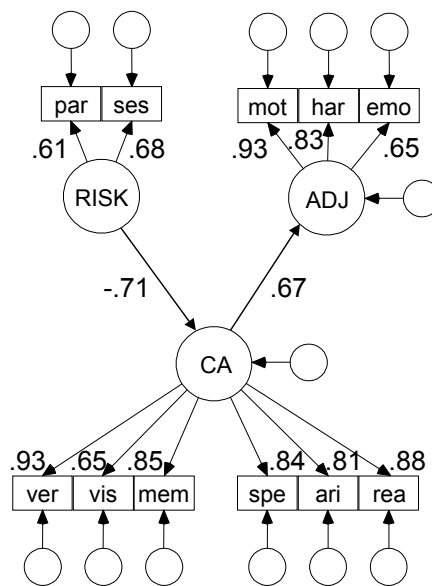 par ses
mot har emo
.61 .68
.93 .83 .65
RISK
ADJ
-.71
.67
CA
.93 .65 .85
.84 .81 .88
ver vis mem
spe ari rea